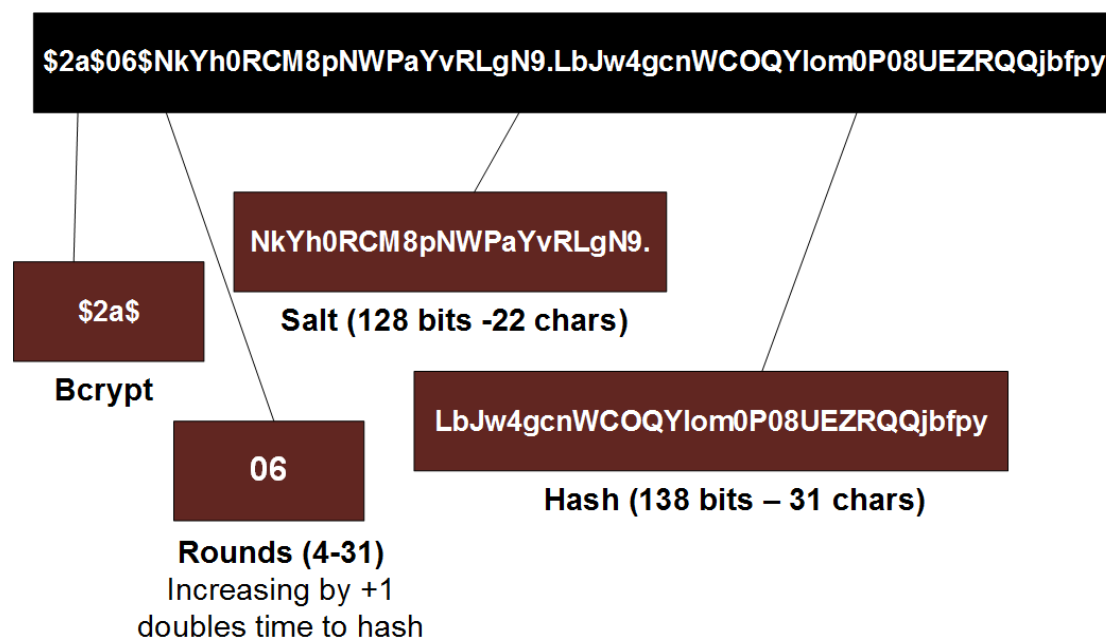 $2a$06$NkYh0RCM8pNWPaYvRLgN9.LbJw4gcnWCOQYIom0P08UEZRQQjbfpy
NkYh0RCM8pNWPaYvRLgN9.
$2a$
Salt (128 bits -22 chars)
Bcrypt
LbJw4gcnWCOQYIom0P08UEZRQQjbfpy
06
Hash (138 bits – 31 chars)
Rounds (4-31)
Increasing by +1
doubles time to hash